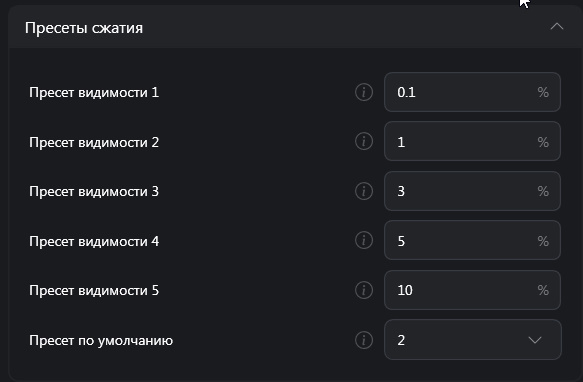 Пресеты сжатия
Пресет видимости 1 0.1 %
Пресет видимости 2 1 %
Пресет видимости 3 3 %
Пресет видимости 4 5 %
Пресет видимости 5 10 %
Пресет по умолчанию 2